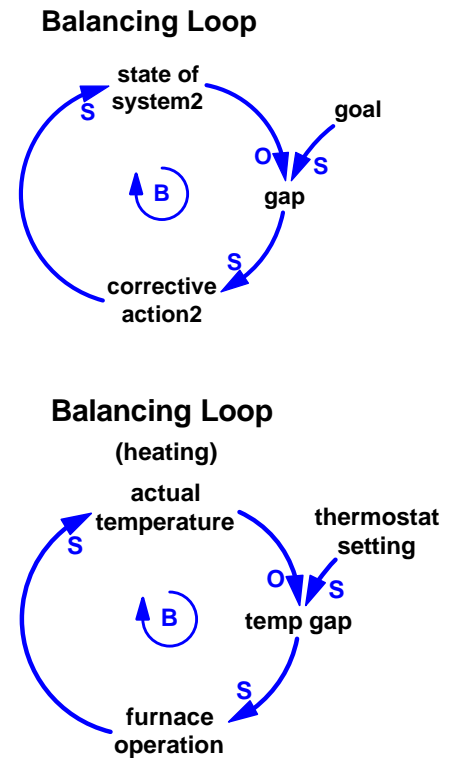 Balancing Loop
state of
system2
S
goal
O
S
B
gap
S
corrective
action2
Balancing Loop
(heating)
actual
temperature
thermostat
setting
S
O
S
B
temp gap
S
furnace
operation